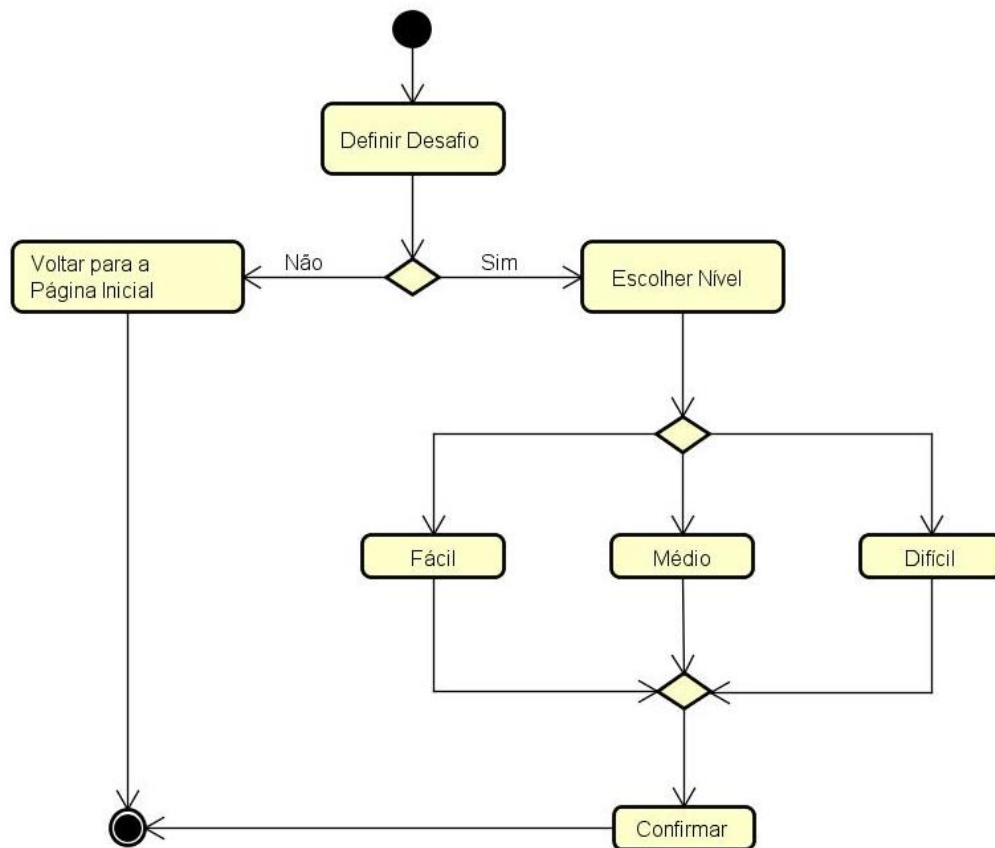 Definir Desafio
Voltar para a
Página Inicial
Não
Sim
Escolher Nível
Fácil
Médio
Difícil
Confirmar